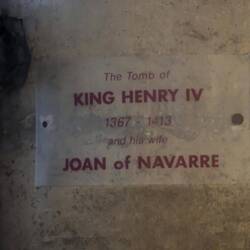 The Tomb of
KING HENRY IV
1367 - 1413
and his wife
JOAN of NAVARRE